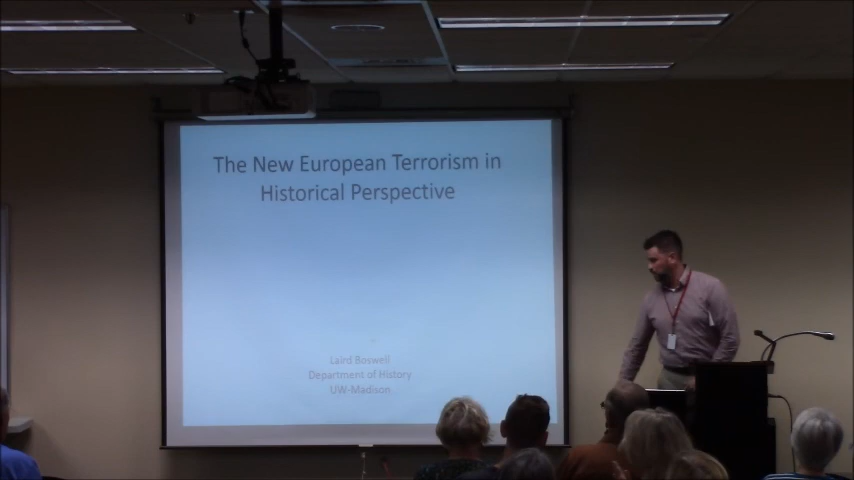 The New European Terrorism in
Historical Perspective
Laird Boswell
Department of History
UW-Madison